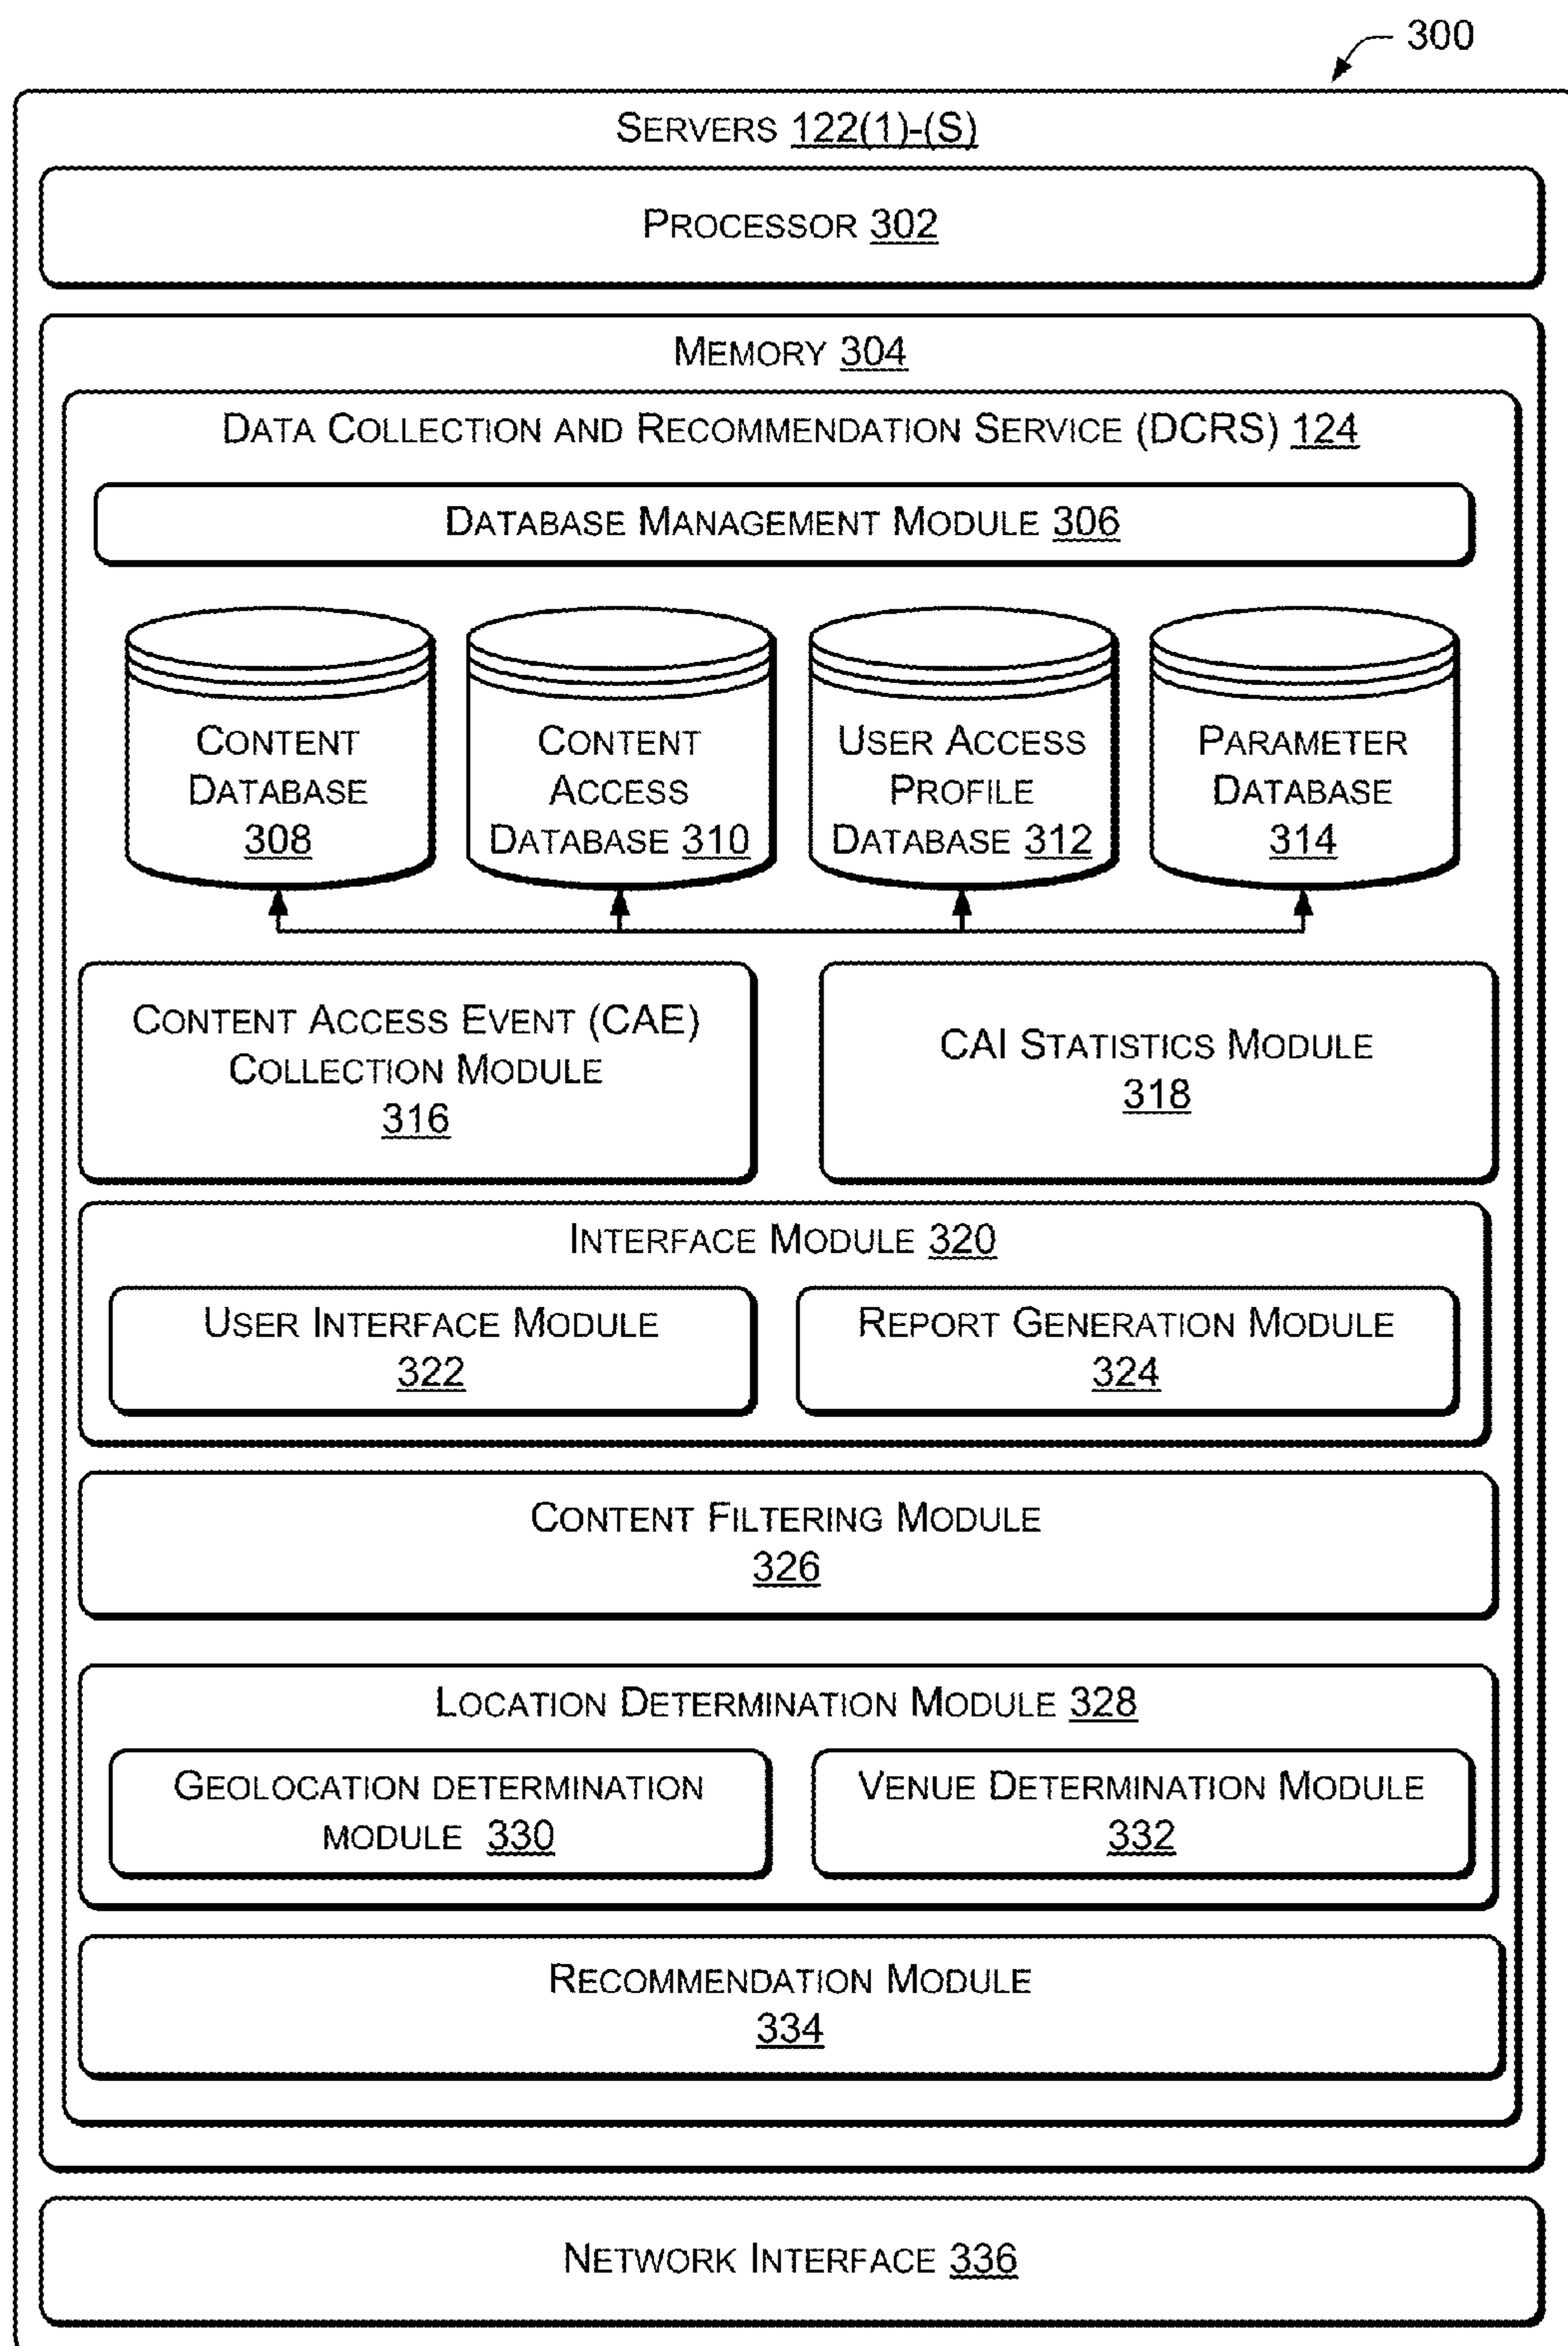 300
SERVERS 122(1)-(S)
PROCESSOR 302
MEMORY 304
DATA COLLECTION AND RECOMMENDATION SERVICE (DCRS) 124
DATABASE MANAGEMENT MODULE 306
CONTENT
DATABASE
308
CONTENT
ACCESS
DATABASE 310
USER ACCESS
PROFILE
DATABASE 312
PARAMETER
DATABASE
314
CONTENT ACCESS EVENT (CAE)
COLLECTION MODULE
316
CAI STATISTICS MODULE
318
INTERFACE MODULE 320
USER INTERFACE MODULE
322
REPORT GENERATION MODULE
324
CONTENT FILTERING MODULE
326
LOCATION DETERMINATION MODULE 328
GEOLOCATION DETERMINATION
MODULE 330
VENUE DETERMINATION MODULE
332
RECOMMENDATION MODULE
334
NETWORK INTERFACE 336